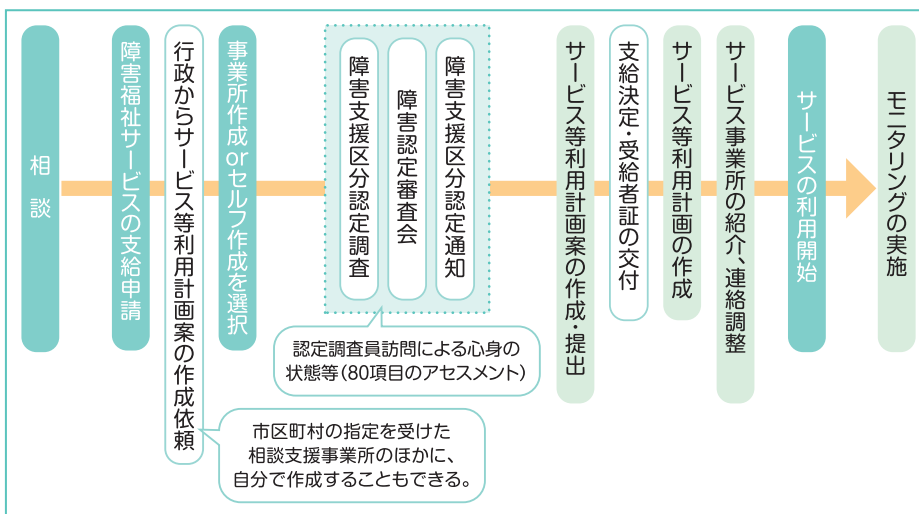 相談
障害福祉サービスの支給申請
行政からサービス等利用計画案の作成依頼
事業所作成orセルフ作成を選択
障害支援区分認定調査
障害認定審査会
障害支援区分認定通知
サービス等利用計画案の作成・提出
支給決定・受給者証の交付
サービス等利用計画の作成
サービス事業所の紹介、連絡調整
サービスの利用開始
モニタリングの実施
認定調査員訪問による心身の
状態等(80項目のアセスメント)
市区町村の指定を受けた
相談支援事業所のほかに、
自分で作成することもできる。